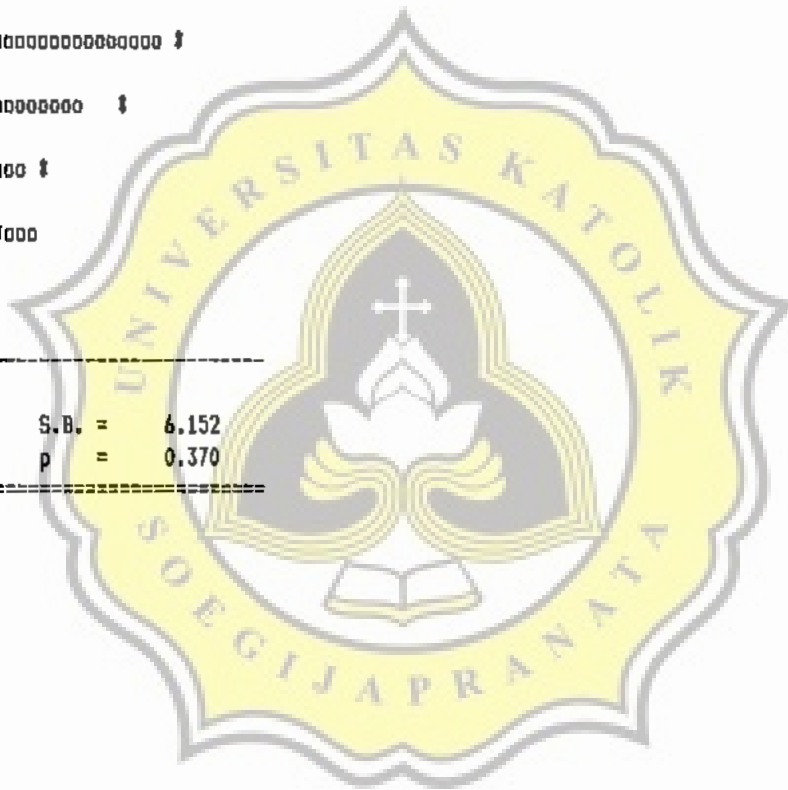 UNIVERSITAS KATOLIK
S.B. = 6.152
p = 0.370
SOEGIJAPRANATA